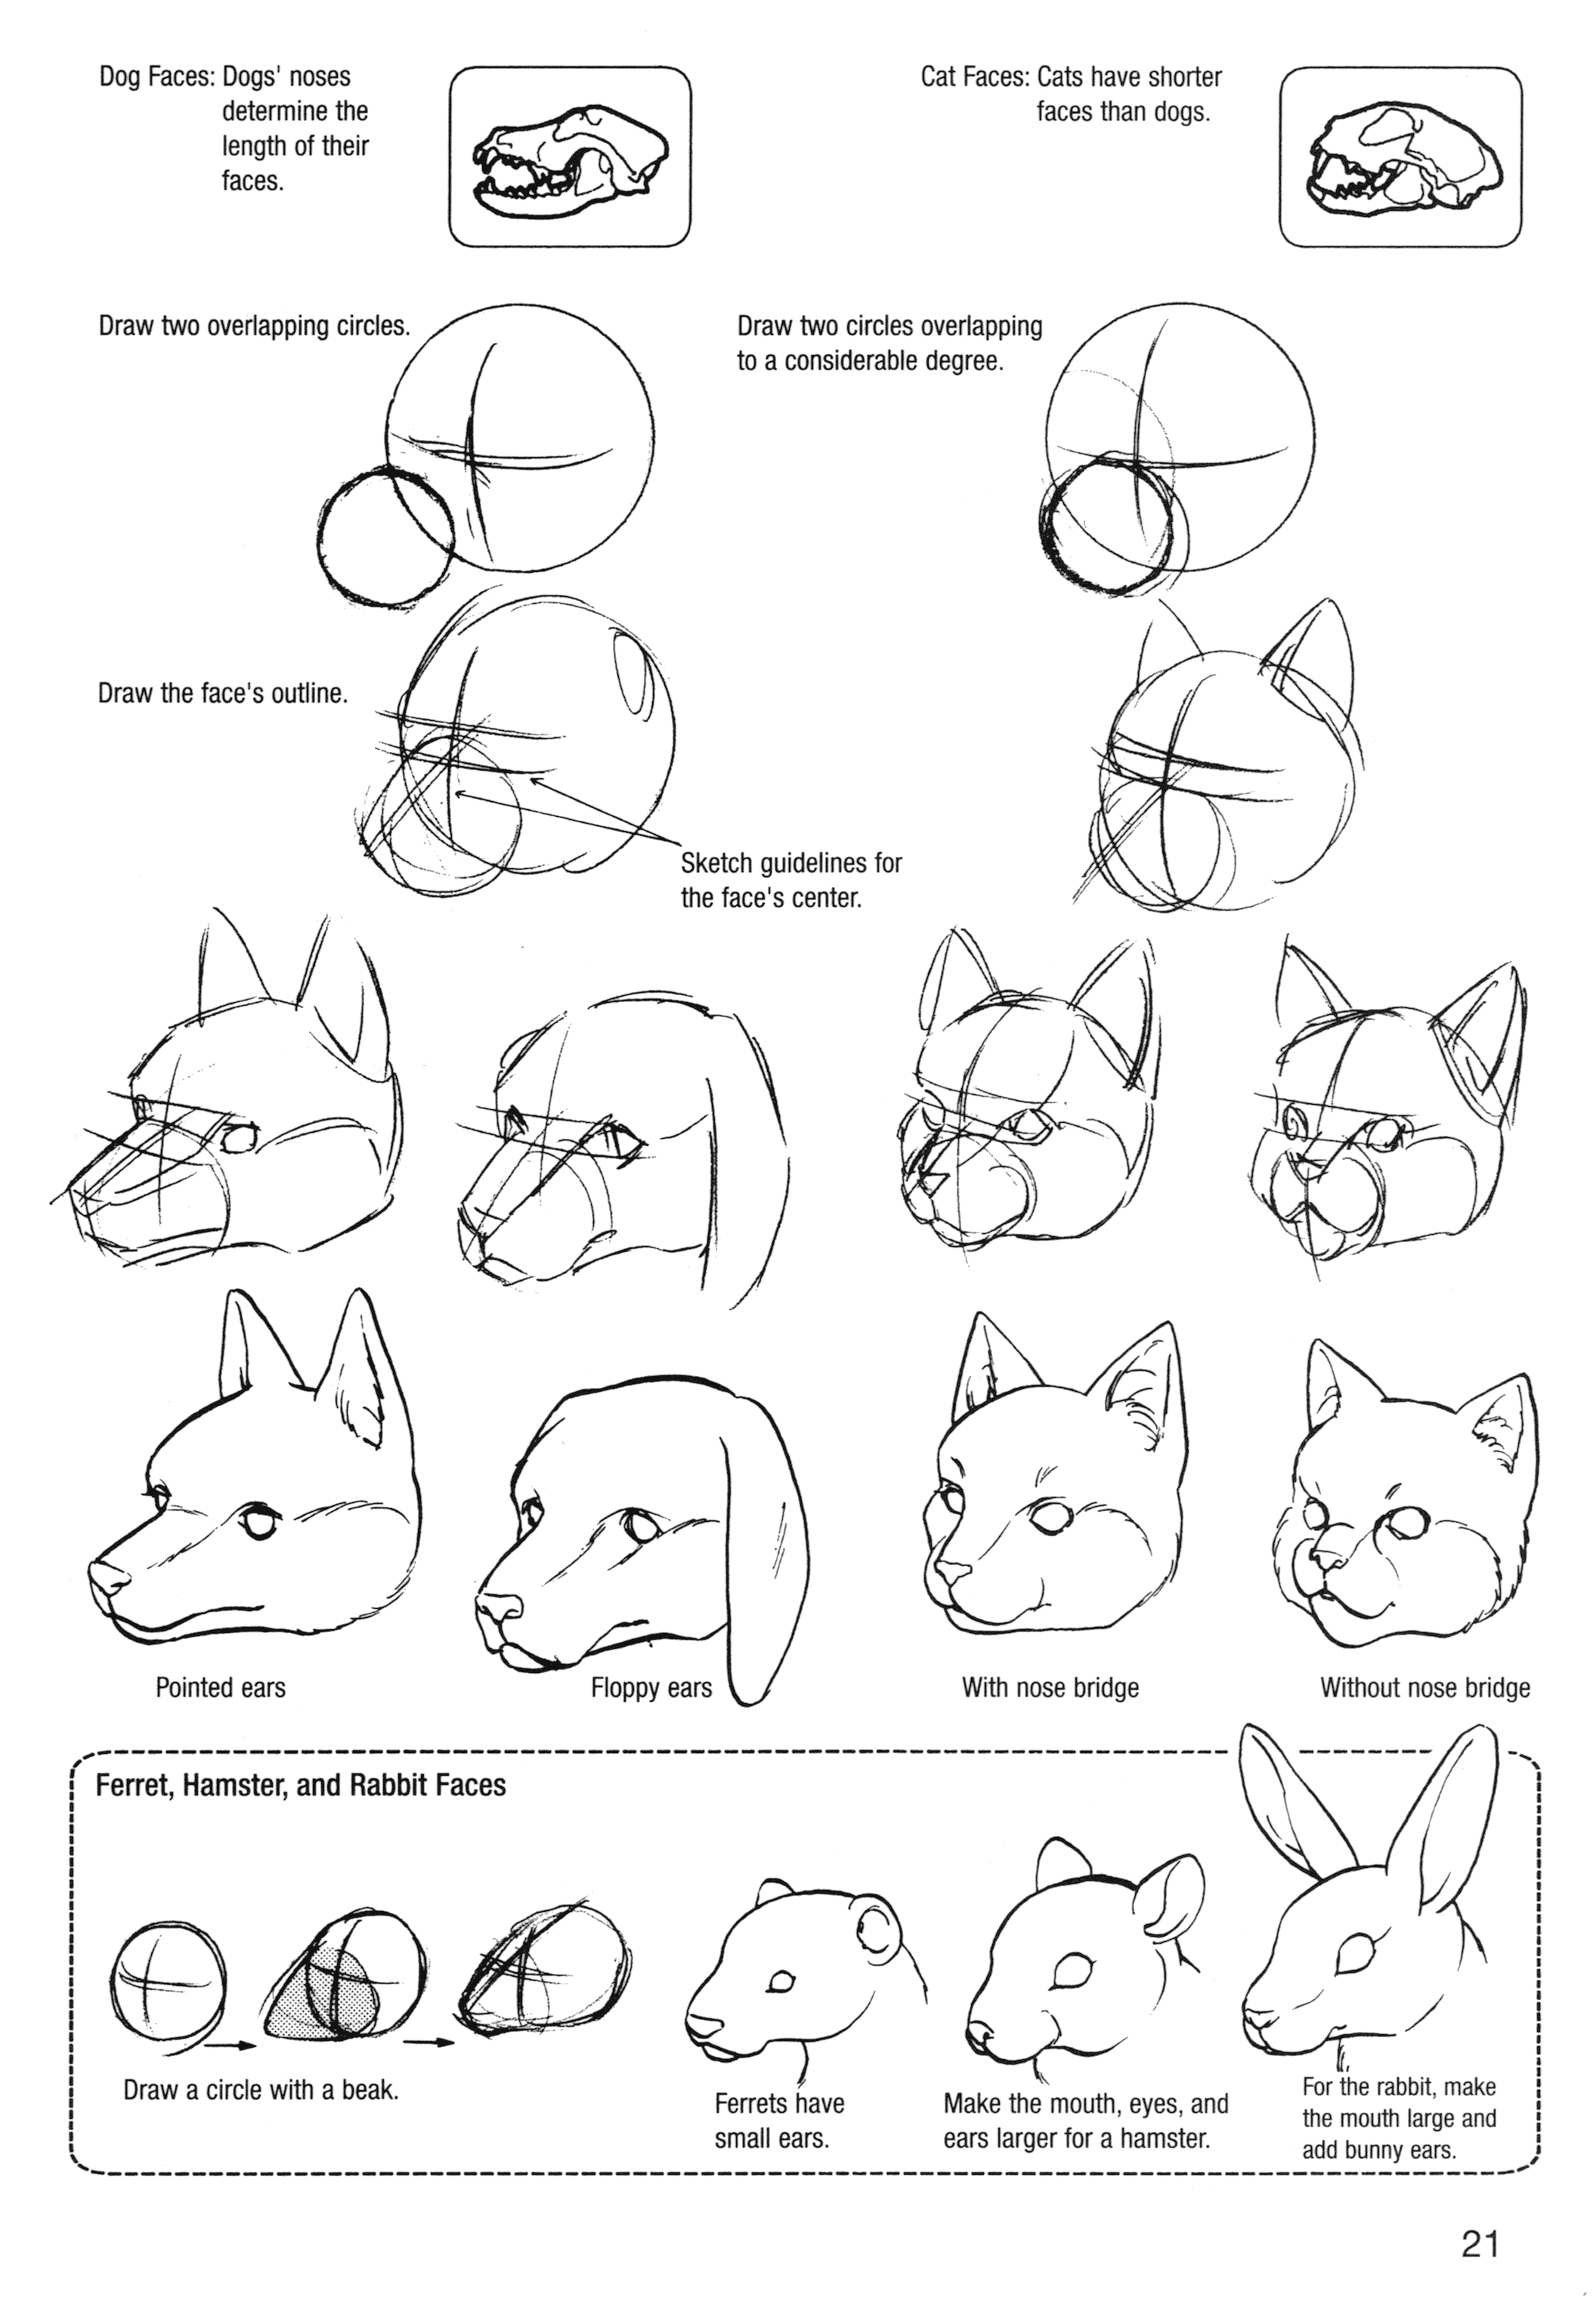 Dog Faces: Dogs' noses
determine the
length of their
faces.
Cat Faces: Cats have shorter
faces than dogs.
Draw two overlapping circles.
Draw two circles overlapping
to a considerable degree.
Draw the face's outline.
Sketch guidelines for
the face's center.
Pointed ears
Floppy ears
With nose bridge
Without nose bridge
Ferret, Hamster, and Rabbit Faces
Draw a circle with a beak.
Ferrets have
small ears.
Make the mouth, eyes, and
ears larger for a hamster.
For the rabbit, make
the mouth large and
add bunny ears.
21